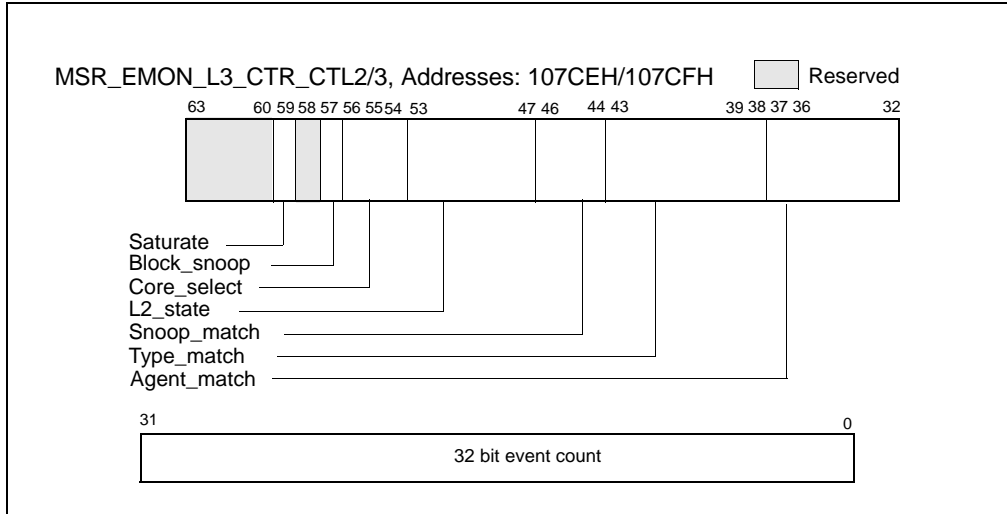 MSR_EMON_L3_CTR_CTL2/3, Addresses: 107CEH/107CFH Reserved
63 60 59 58 57 56 55 54 53 47 46 44 43 39 38 37 36 32
Saturate
Block_snoop
Core_select
L2_state
Snoop_match
Type_match
Agent_match
31 0
32 bit event count